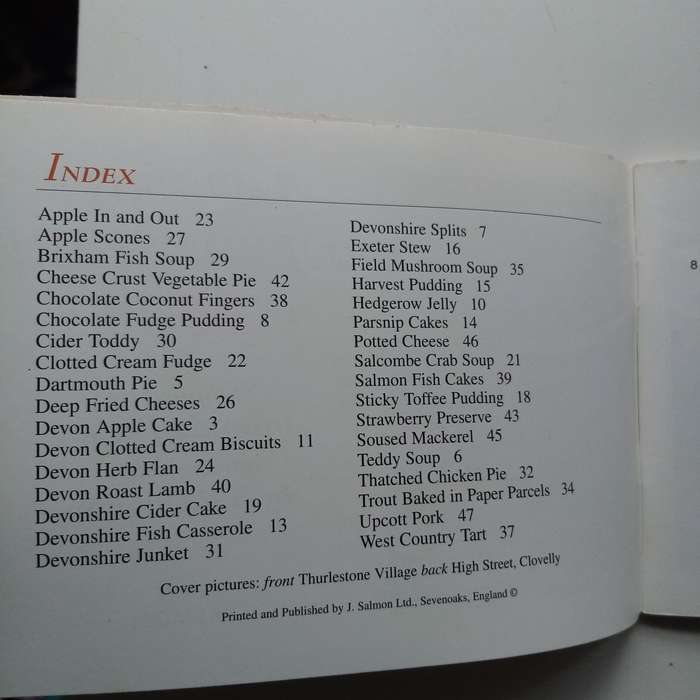 INDEX
Apple In and Out 23
Apple Scones 27
Brixham Fish Soup 29
Cheese Crust Vegetable Pie 42
Chocolate Coconut Fingers 38
Chocolate Fudge Pudding 8
Cider Toddy 30
Clotted Cream Fudge 22
Dartmouth Pie 5
Deep Fried Cheeses 26
Devon Apple Cake 3
Devon Clotted Cream Biscuits 11
Devon Herb Flan 24
Devon Roast Lamb 40
Devonshire Cider Cake 19
Devonshire Fish Casserole 13
Devonshire Junket 31
Devonshire Splits 7
Exeter Stew 16
Field Mushroom Soup 35
Harvest Pudding 15
Hedgerow Jelly 10
Parsnip Cakes 14
Potted Cheese 46
Salcombe Crab Soup 21
Salmon Fish Cakes 39
Sticky Toffee Pudding 18
Strawberry Preserve 43
Soused Mackerel 45
Teddy Soup 6
Thatched Chicken Pie 32
Trout Baked in Paper Parcels 34
Upcott Pork 47
West Country Tart 37
Cover pictures: front Thurlestone Village back High Street, Clovelly
Printed and Published by J. Salmon Ltd., Sevenoaks, England ©
8